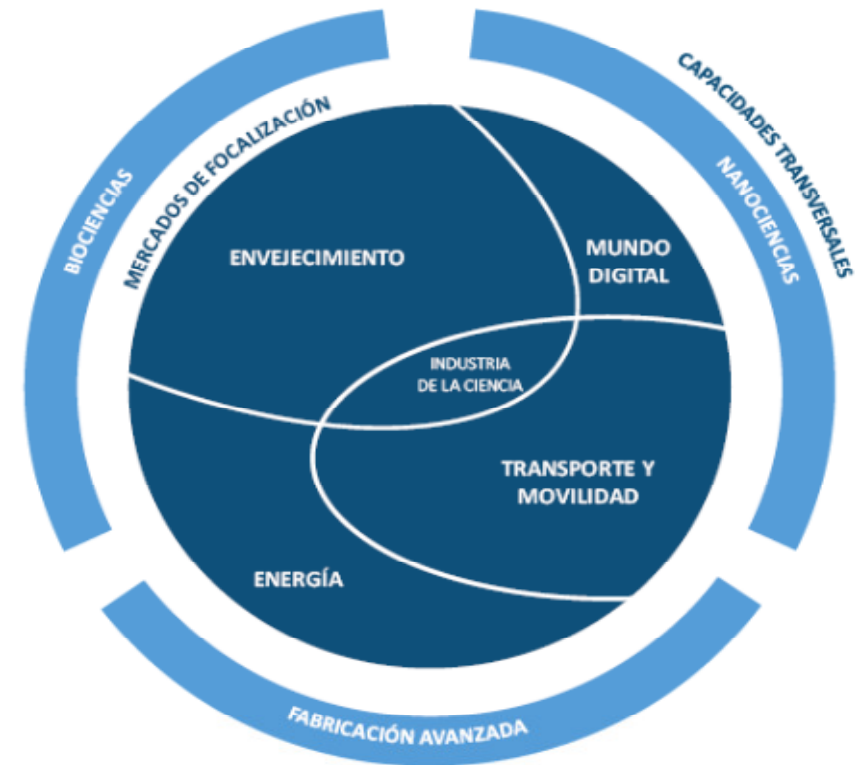 CAPACIDADES TRANSVERSALES
BIOCIENCIAS
MERCADOS DE FOCALIZACIÓN
NANOCIENCIAS
ENVEJECIMIENTO
MUNDO
DIGITAL
INDUSTRIA
DE LA CIENCIA
TRANSPORTE Y
MOVILIDAD
ENERGÍA
FABRICACIÓN AVANZADA